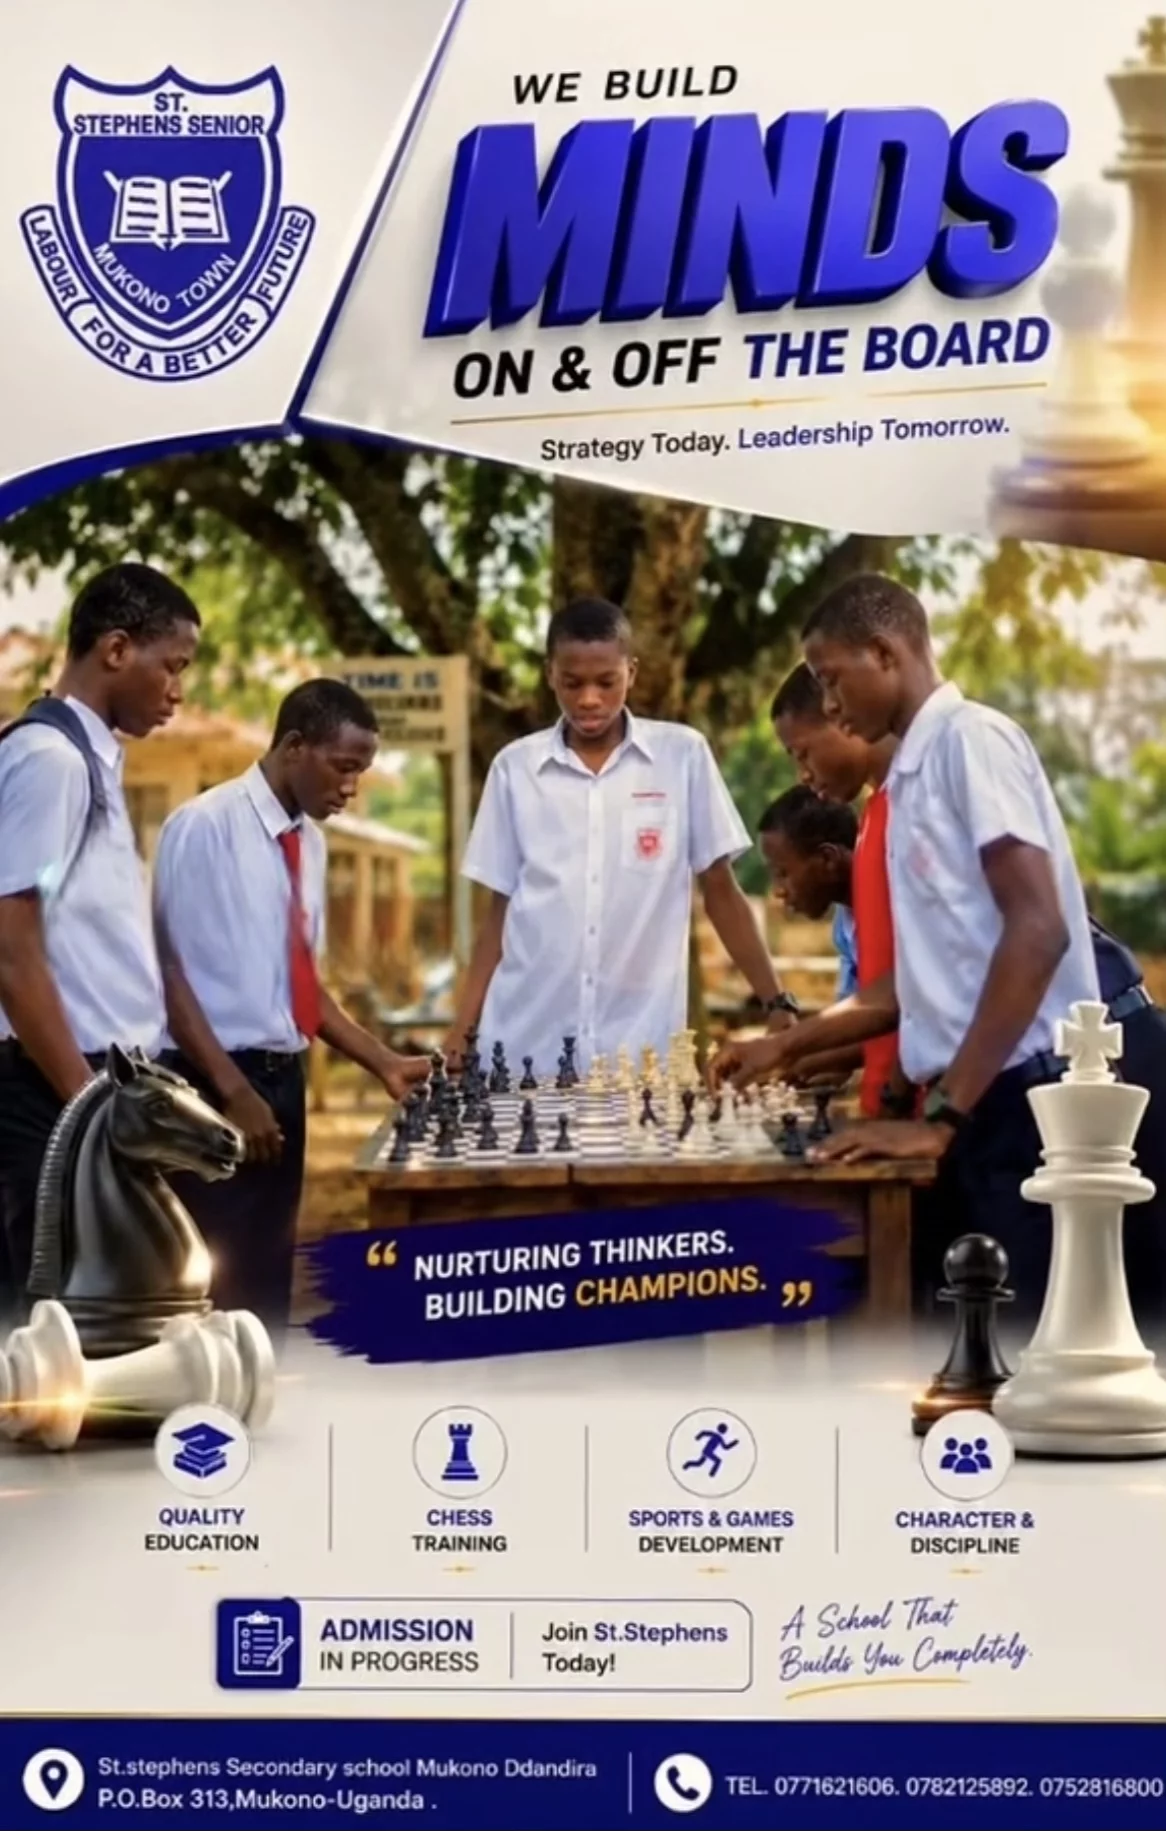 ST.
STEPHENS SENIOR
MUKONO TOWN
LABOUR FOR A BETTER FUTURE
WE BUILD
MINDS
ON & OFF THE BOARD
Strategy Today. Leadership Tomorrow.
TIME IS
“ NURTURING THINKERS.
BUILDING CHAMPIONS. ”
QUALITY
EDUCATION
CHESS
TRAINING
SPORTS & GAMES
DEVELOPMENT
CHARACTER &
DISCIPLINE
ADMISSION
IN PROGRESS
Join St.Stephens
Today!
A School That
Builds You Completely.
St.stephens Secondary school Mukono Ddandira
P.O.Box 313,Mukono-Uganda .
TEL. 0771621606. 0782125892. 0752816800